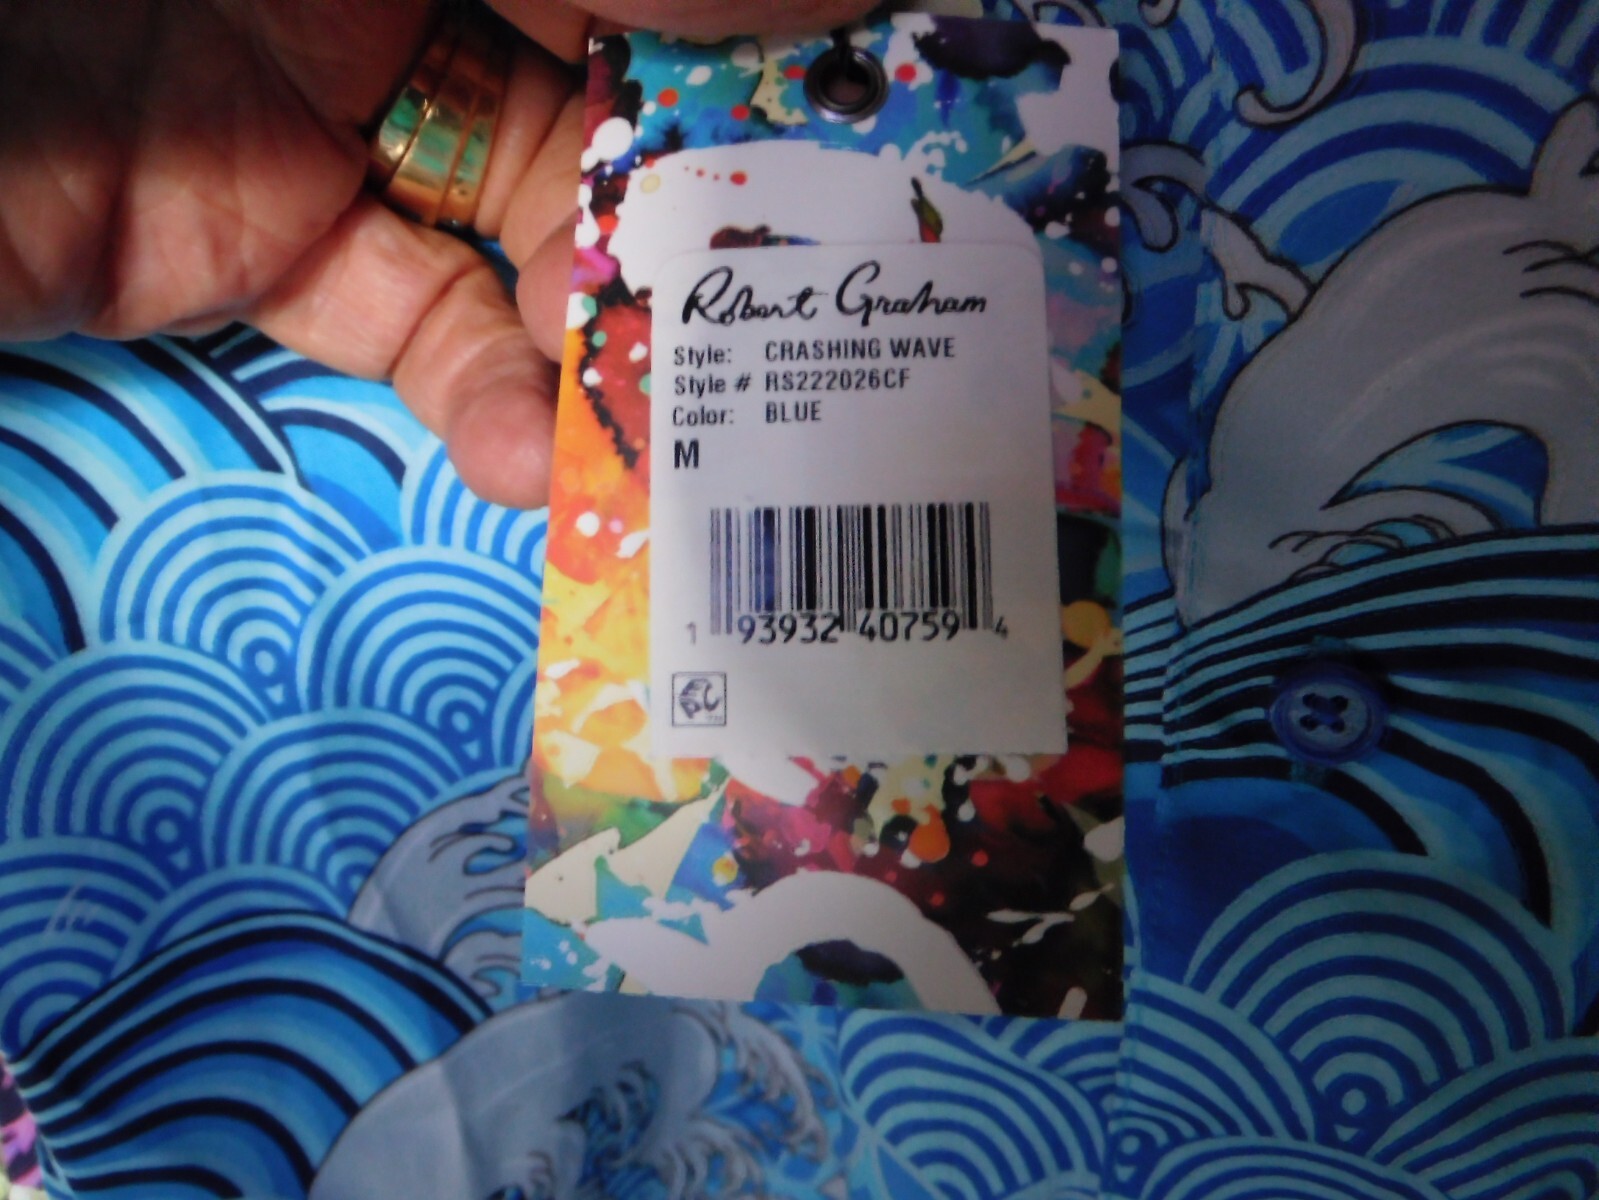 Robert Graham
Style: CRASHING WAVE
Style # RS222026CF
Color: BLUE
M
1 93932 40759 4